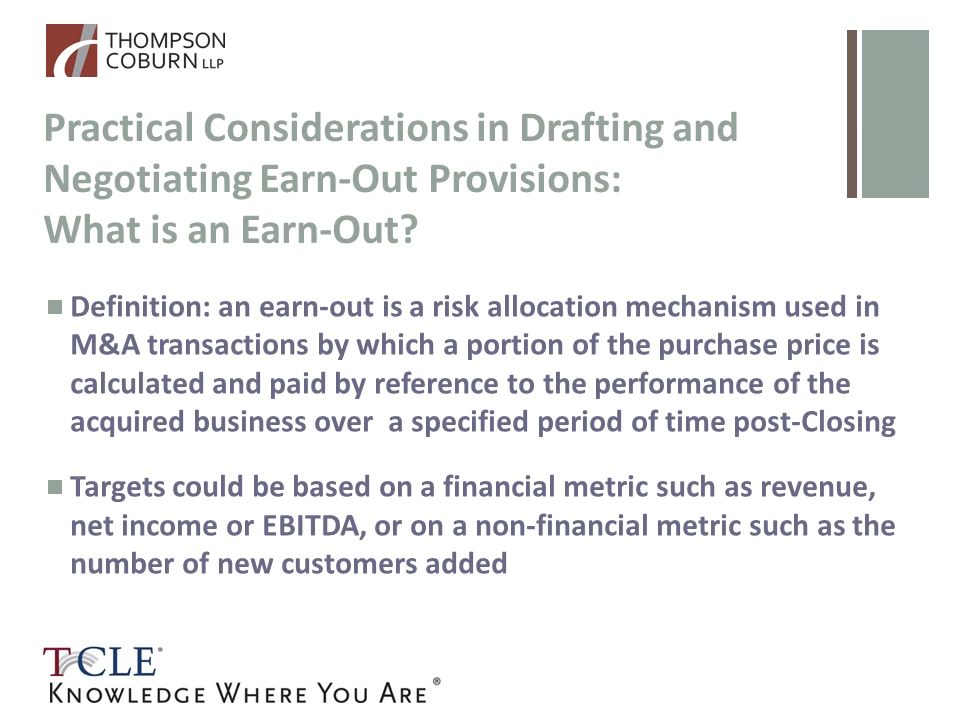 THOMPSON
COBURN LLP
Practical Considerations in Drafting and
Negotiating Earn-Out Provisions:
What is an Earn-Out?
Definition: an earn-out is a risk allocation mechanism used in
M&A transactions by which a portion of the purchase price is
calculated and paid by reference to the performance of the
acquired business over  a specified period of time post-Closing
Targets could be based on a financial metric such as revenue,
net income or EBITDA, or on a non-financial metric such as the
number of new customers added
TCLE®
KNOWLEDGE WHERE YOU ARE®